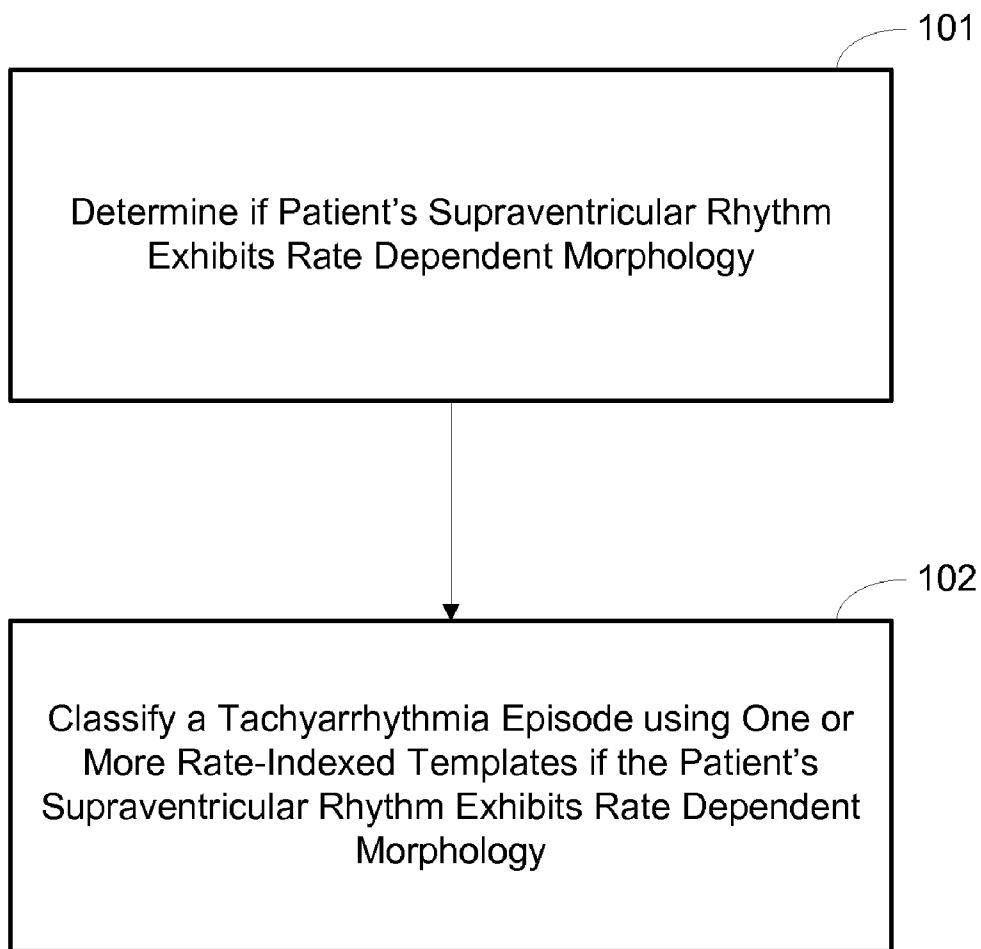 101
Determine if Patient's Supraventricular Rhythm
Exhibits Rate Dependent Morphology
102
Classify a Tachyarrhythmia Episode using One or
More Rate-Indexed Templates if the Patient's
Supraventricular Rhythm Exhibits Rate Dependent
Morphology